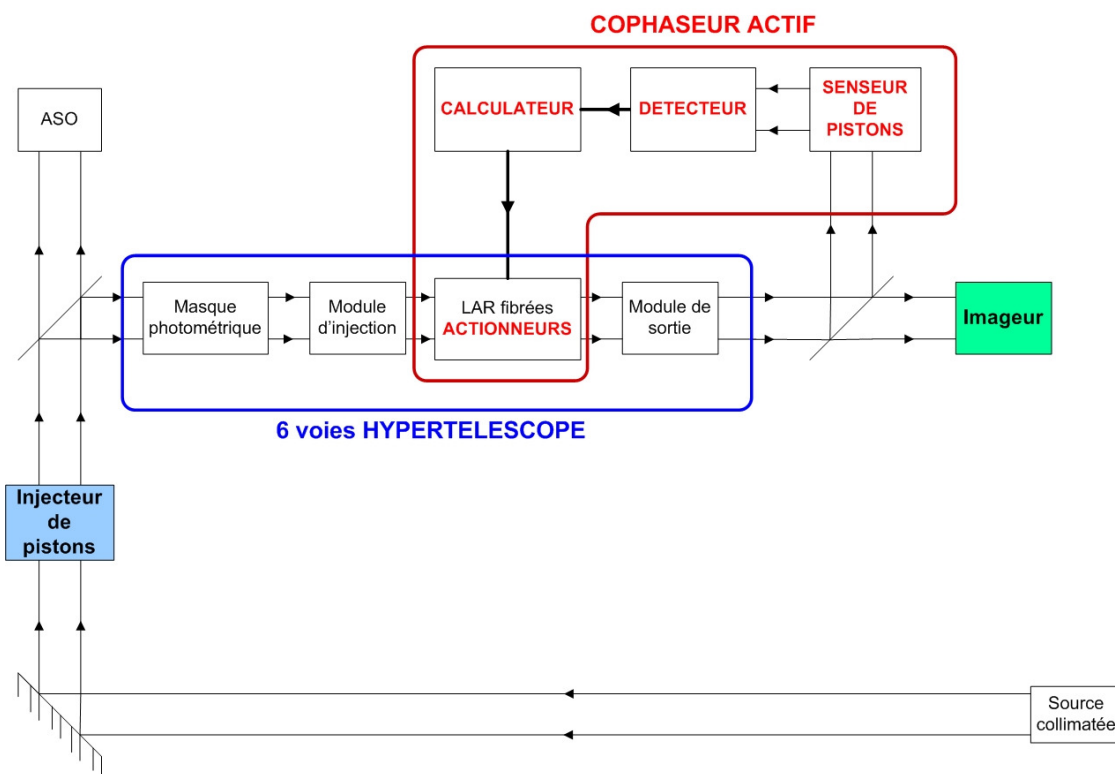 COPHASEUR ACTIF
ASO
CALCULATEUR
DETECTEUR
SENSEUR
DE
PISTONS
Masque
photométrique
Module
d'injection
LAR fibrées
ACTIONNEURS
Module de
sortie
Imageur
6 voies HYPERTELESCOPE
Injecteur
de
pistons
Source
collimatée